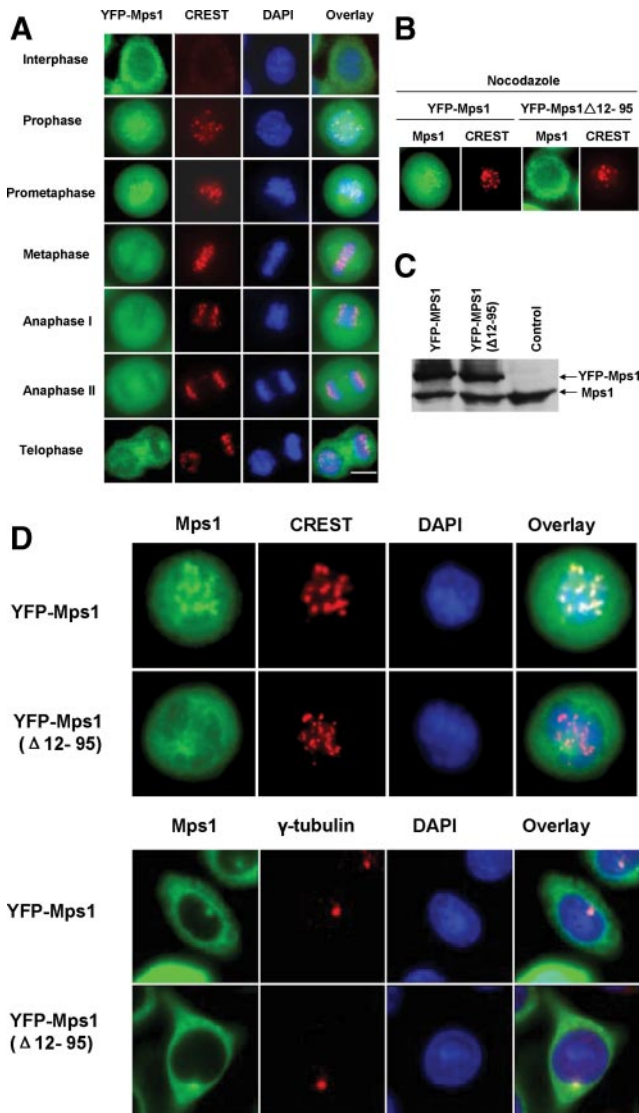 A
YFP-Mps1 CREST DAPI Overlay
Interphase
Prophase
Prometaphase
Metaphase
Anaphase I
Anaphase II
Telophase
B
Nocodazole
YFP-Mps1 YFP-Mps1△12-95
Mps1 CREST Mps1 CREST
C
YFP-MPS1
YFP-MPS1
(Δ12-95)
Control
YFP-Mps1
Mps1
D
Mps1 CREST DAPI Overlay
YFP-Mps1
YFP-Mps1
(Δ12-95)
Mps1 γ-tubulin DAPI Overlay
YFP-Mps1
YFP-Mps1
(Δ12-95)